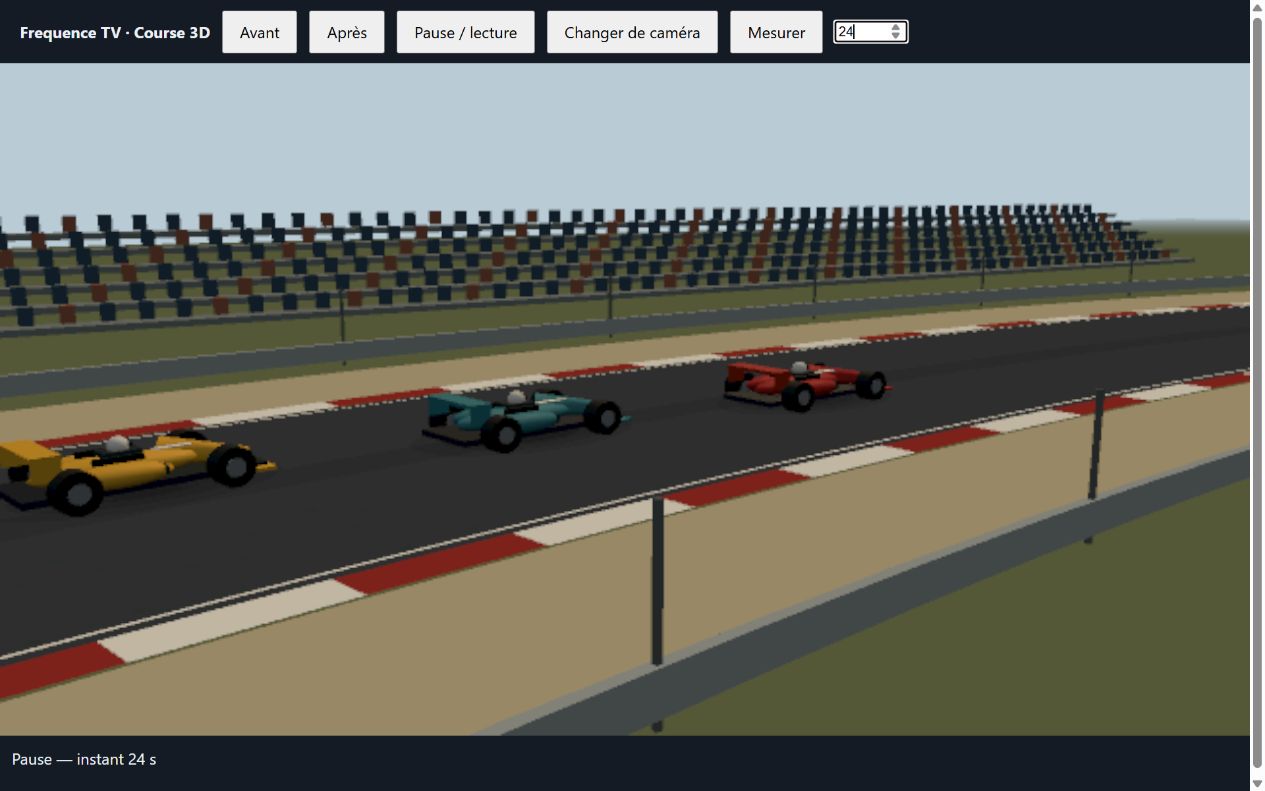 Frequence TV · Course 3D
Avant
Après
Pause / lecture
Changer de caméra
Mesurer
24
Pause — instant 24 s